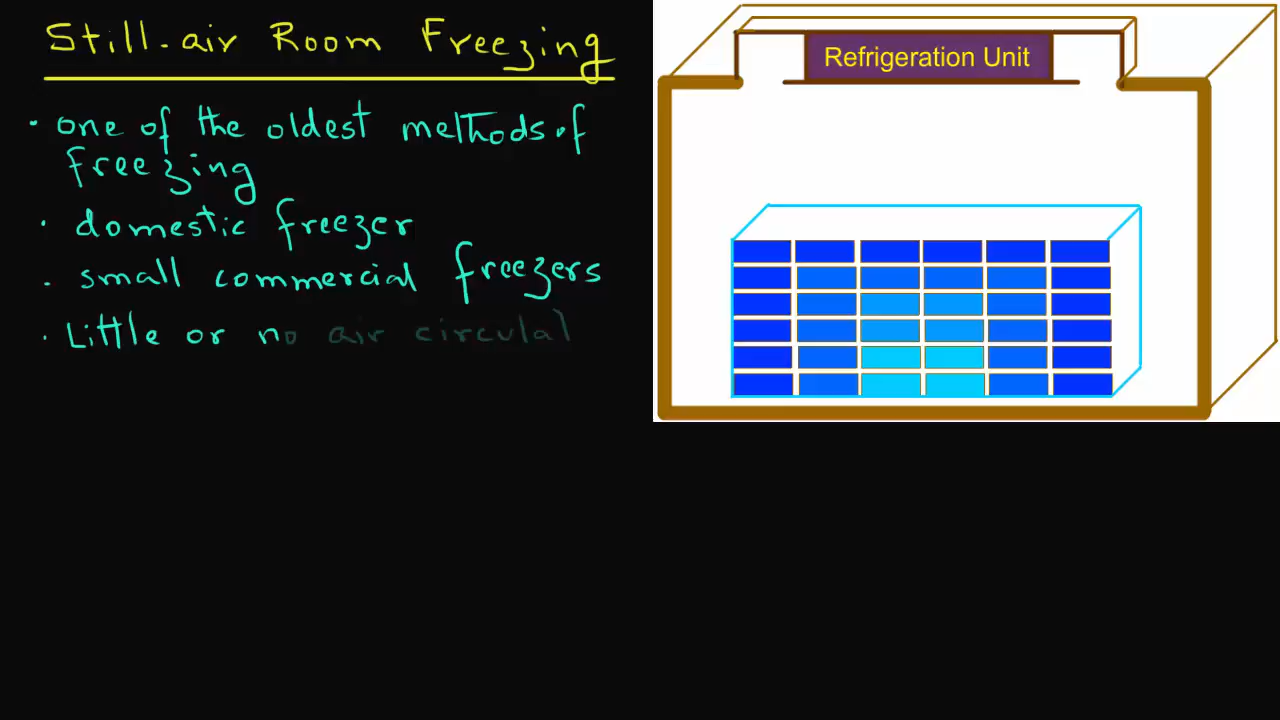 Still-air Room Freezing
• one of the oldest methods of
freezing
• domestic freezer
• small commercial freezers
• Little or no air circulat
Refrigeration Unit